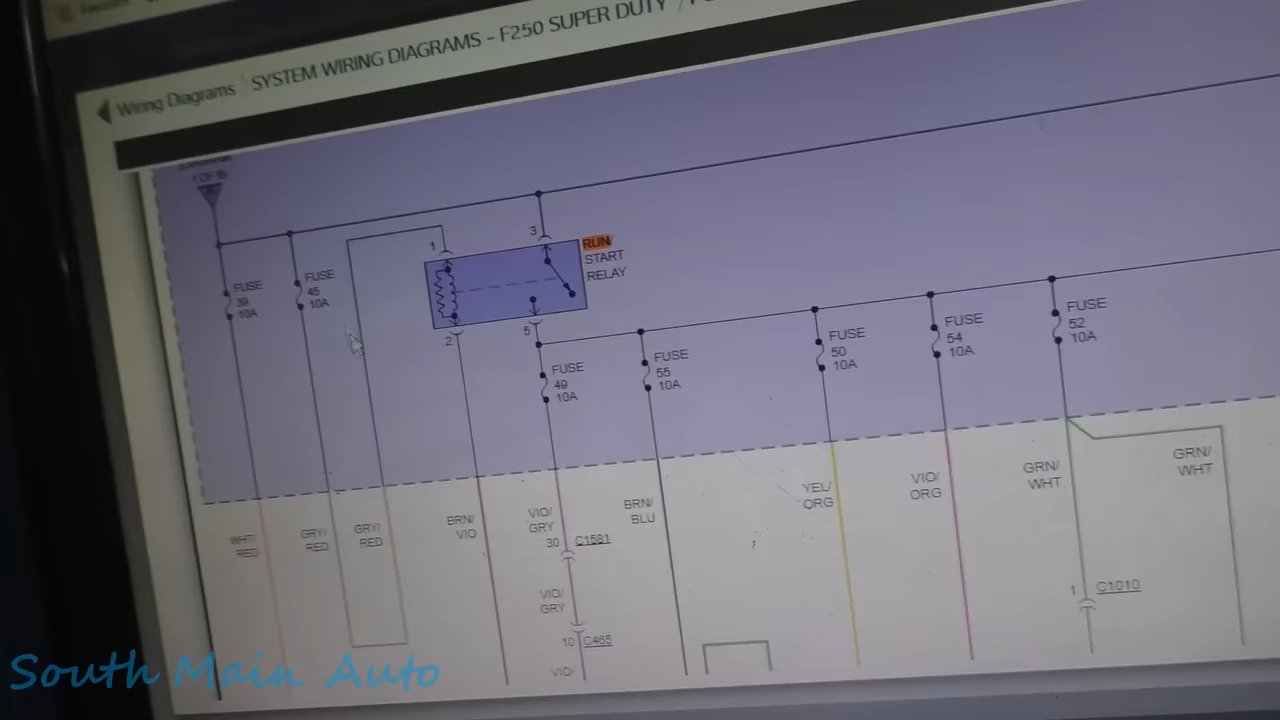 Wiring Diagrams
SYSTEM WIRING DIAGRAMS - F250 SUPER DUTY
1 OF
1
3
RUN/
START
RELAY
2
5
FUSE
39
10A
FUSE
45
10A
FUSE
49
10A
FUSE
55
10A
FUSE
50
10A
FUSE
54
10A
FUSE
52
10A
WHT/
RED
GRY/
RED
GRY/
RED
BRN/
VIO
VIO/
GRY
30 C1581
BRN/
BLU
YEL/
ORG
VIO/
ORG
GRN/
WHT
GRN/
WHT
1 C1010
VIO/
GRY
10 C465
VIO/
South Main Auto